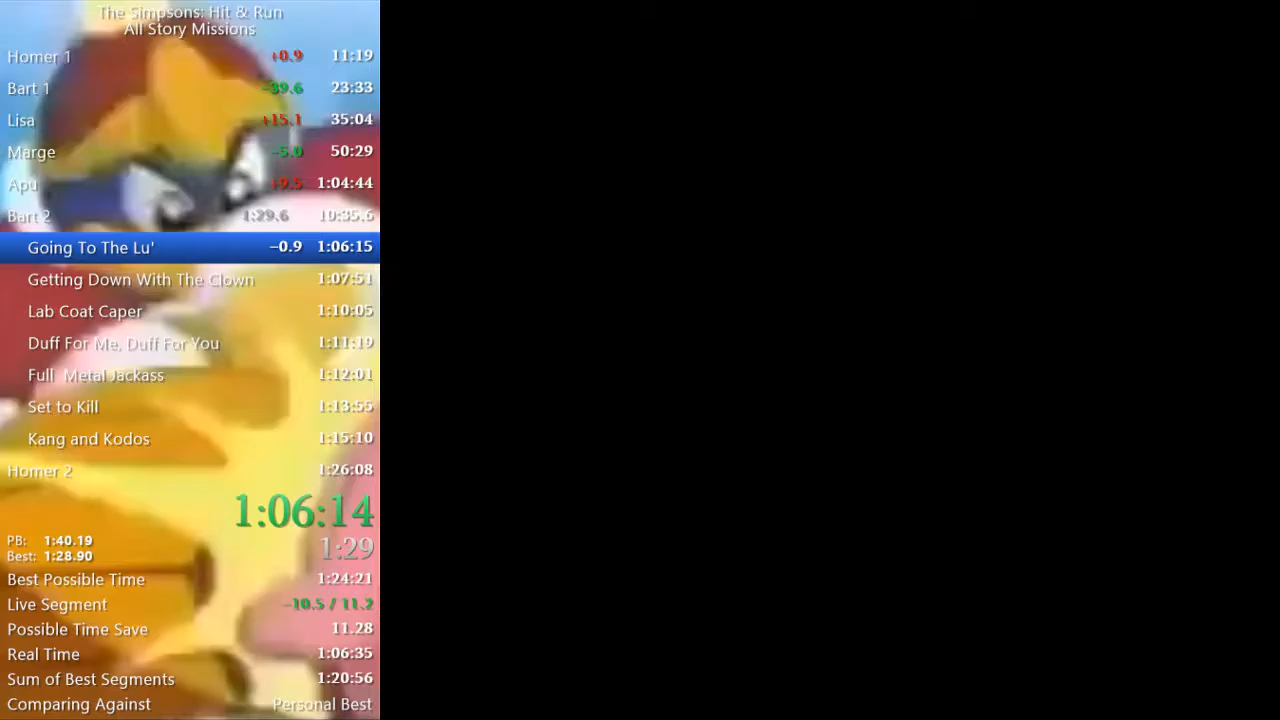 The Simpsons: Hit & Run
All Story Missions
Homer 1 +0.9 11:19
Bart 1 -39.6 23:33
Lisa +15.1 35:04
Marge -5.0 50:29
Apu +9.5 1:04:44
Bart 2 1:29.6 10:35.6
Going To The Lu' -0.9 1:06:15
Getting Down With The Clown 1:07:51
Lab Coat Caper 1:10:05
Duff For Me, Duff For You 1:11:19
Full Metal Jackass 1:12:01
Set to Kill 1:13:55
Kang and Kodos 1:15:10
Homer 2 1:26:08
1:06:14
PB: 1:40.19 1:29
Best: 1:28.90
Best Possible Time 1:24:21
Live Segment -10.5 / 11.2
Possible Time Save 11.28
Real Time 1:06:35
Sum of Best Segments 1:20:56
Comparing Against Personal Best